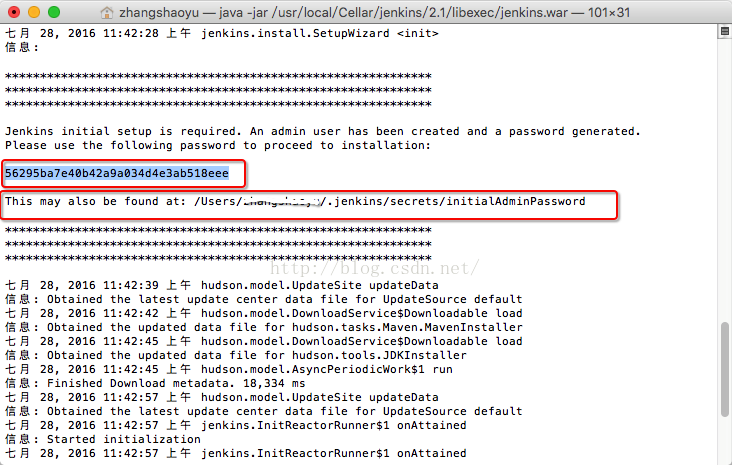 zhangshaoyu — java -jar /usr/local/Cellar/jenkins/2.1/libexec/jenkins.war — 101×31
七月 28, 2016 11:42:28 上午 jenkins.install.SetupWizard <init>
信息:
*************************************************************
*************************************************************
*************************************************************
Jenkins initial setup is required. An admin user has been created and a password generated.
Please use the following password to proceed to installation:
56295ba7e40b42a9a034d4e3ab518eee
This may also be found at: /Users/ /.jenkins/secrets/initialAdminPassword
*************************************************************
*************************************************************
*************************************************************
http://blog.csdn.net/
七月 28, 2016 11:42:39 上午 hudson.model.UpdateSite updateData
信息: Obtained the latest update center data file for UpdateSource default
七月 28, 2016 11:42:42 上午 hudson.model.DownloadService$Downloadable load
信息: Obtained the updated data file for hudson.tasks.Maven.MavenInstaller
七月 28, 2016 11:42:45 上午 hudson.model.DownloadService$Downloadable load
信息: Obtained the updated data file for hudson.tools.JDKInstaller
七月 28, 2016 11:42:45 上午 hudson.model.AsyncPeriodicWork$1 run
信息: Finished Download metadata. 18,334 ms
七月 28, 2016 11:42:57 上午 hudson.model.UpdateSite updateData
信息: Obtained the latest update center data file for UpdateSource default
七月 28, 2016 11:42:57 上午 jenkins.InitReactorRunner$1 onAttained
信息: Started initialization
七月 28, 2016 11:42:57 上午 jenkins.InitReactorRunner$1 onAttained